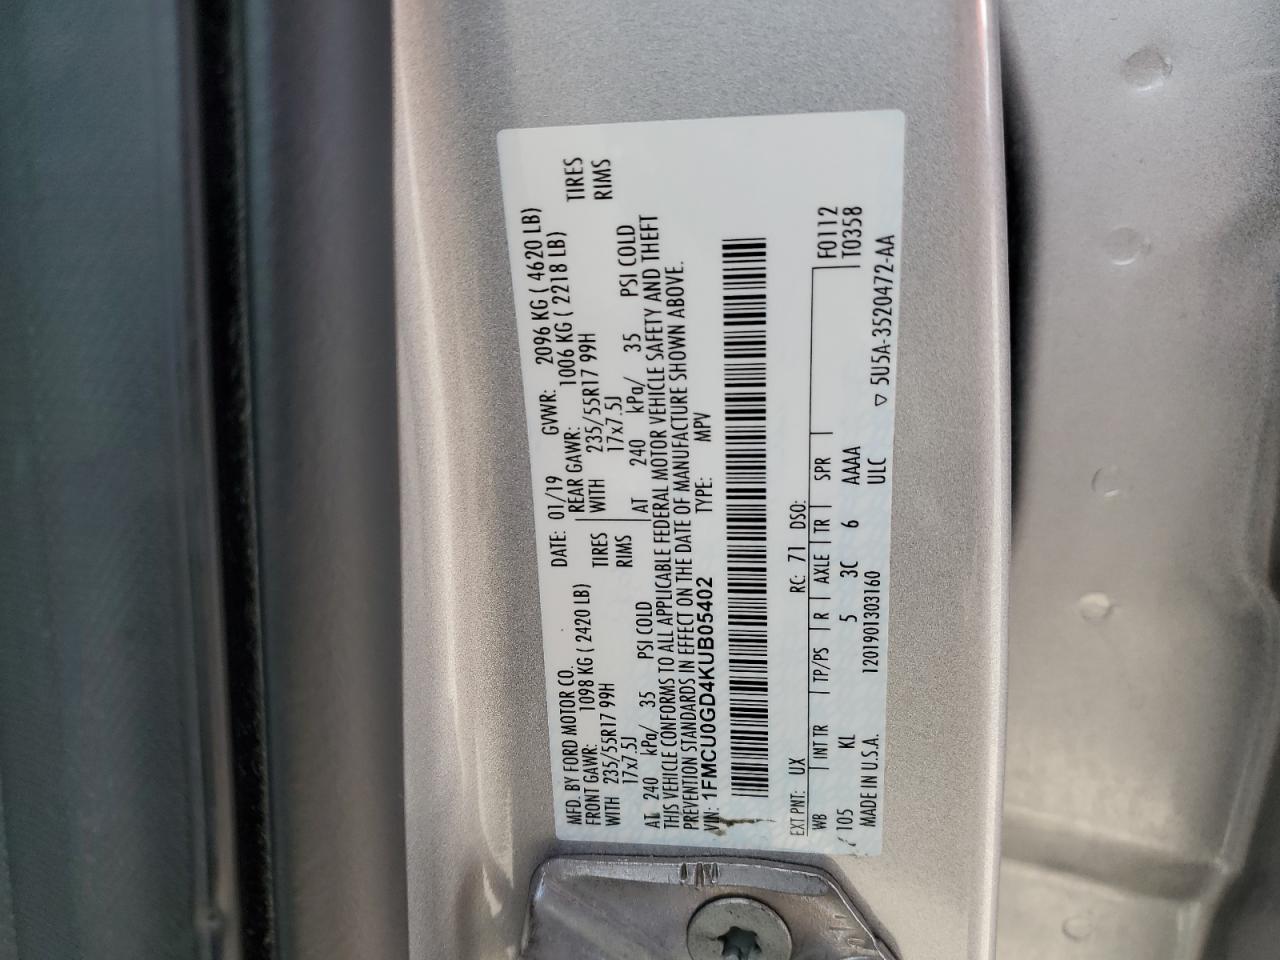 MFD. BY FORD MOTOR CO. DATE: 01/19 GVWR: 2096 KG ( 4620 LB)
FRONT GAWR: 1098 KG ( 2420 LB) REAR GAWR: 1006 KG ( 2218 LB)
WITH 235/55R17 99H TIRES WITH 235/55R17 99H TIRES
17x7.5J RIMS 17x7.5J RIMS
AT 240 kPa/ 35 PSI COLD AT 240 kPa/ 35 PSI COLD
THIS VEHICLE CONFORMS TO ALL APPLICABLE FEDERAL MOTOR VEHICLE SAFETY AND THEFT
PREVENTION STANDARDS IN EFFECT ON THE DATE OF MANUFACTURE SHOWN ABOVE.
VIN: 1FMCU0GD4KUB05402 TYPE: MPV
EXT PNT: UX RC: 71 DSO:
WB INT TR TP/PS R AXLE TR SPR F0112
105 KL 5 3C 6 AAAA T0358
MADE IN U.S.A. 1201901303160 ULC ▽ 5U5A-3520472-AA